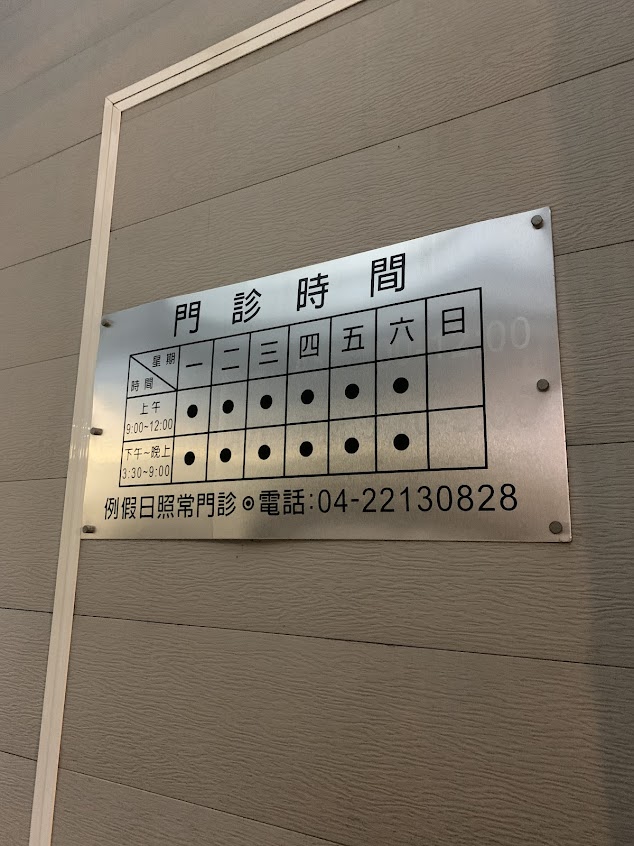 門診時間
星期 一 二 三 四 五 六 日
時間
上午
9:00~12:00 ● ● ● ● ● ●
下午~晚上
3:30~9:00 ● ● ● ● ● ●
例假日照常門診⊙電話:04-22130828